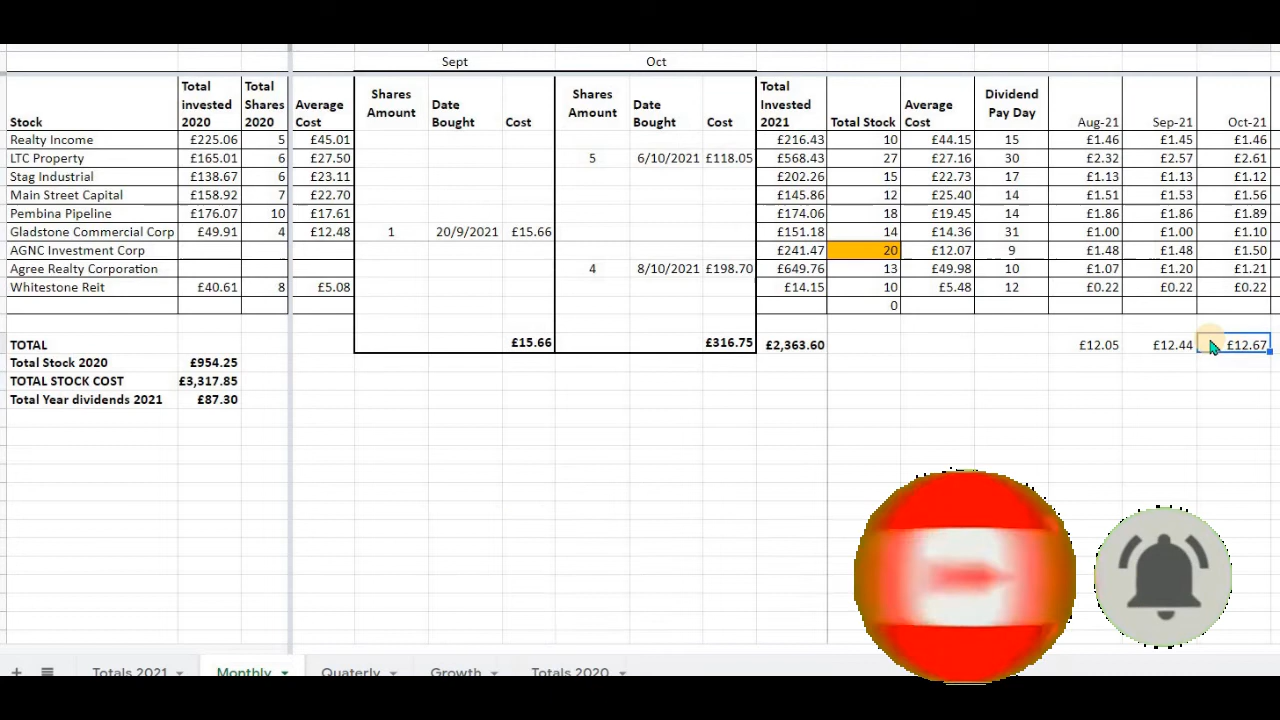 Sept Oct
Stock Total invested 2020 Total Shares 2020 Average Cost Shares Amount Date Bought Cost Shares Amount Date Bought Cost Total Invested 2021 Total Stock Average Cost Dividend Pay Day Aug-21 Sep-21 Oct-21
Realty Income £225.06 5 £45.01 £216.43 10 £44.15 15 £1.46 £1.45 £1.46
LTC Property £165.01 6 £27.50 5 6/10/2021 £118.05 £568.43 27 £27.16 30 £2.32 £2.57 £2.61
Stag Industrial £138.67 6 £23.11 £202.26 15 £22.73 17 £1.13 £1.13 £1.12
Main Street Capital £158.92 7 £22.70 £145.86 12 £25.40 14 £1.51 £1.53 £1.56
Pembina Pipeline £176.07 10 £17.61 £174.06 18 £19.45 14 £1.86 £1.86 £1.89
Gladstone Commercial Corp £49.91 4 £12.48 1 20/9/2021 £15.66 £151.18 14 £14.36 31 £1.00 £1.00 £1.10
AGNC Investment Corp £241.47 20 £12.07 9 £1.48 £1.48 £1.50
Agree Realty Corporation 4 8/10/2021 £198.70 £649.76 13 £49.98 10 £1.07 £1.20 £1.21
Whitestone Reit £40.61 8 £5.08 £14.15 10 £5.48 12 £0.22 £0.22 £0.22
0
TOTAL £15.66 £316.75 £2,363.60 £12.05 £12.44 £12.67
Total Stock 2020 £954.25
TOTAL STOCK COST £3,317.85
Total Year dividends 2021 £87.30
Totals 2021 Monthly Quaterly Growth Totals 2020